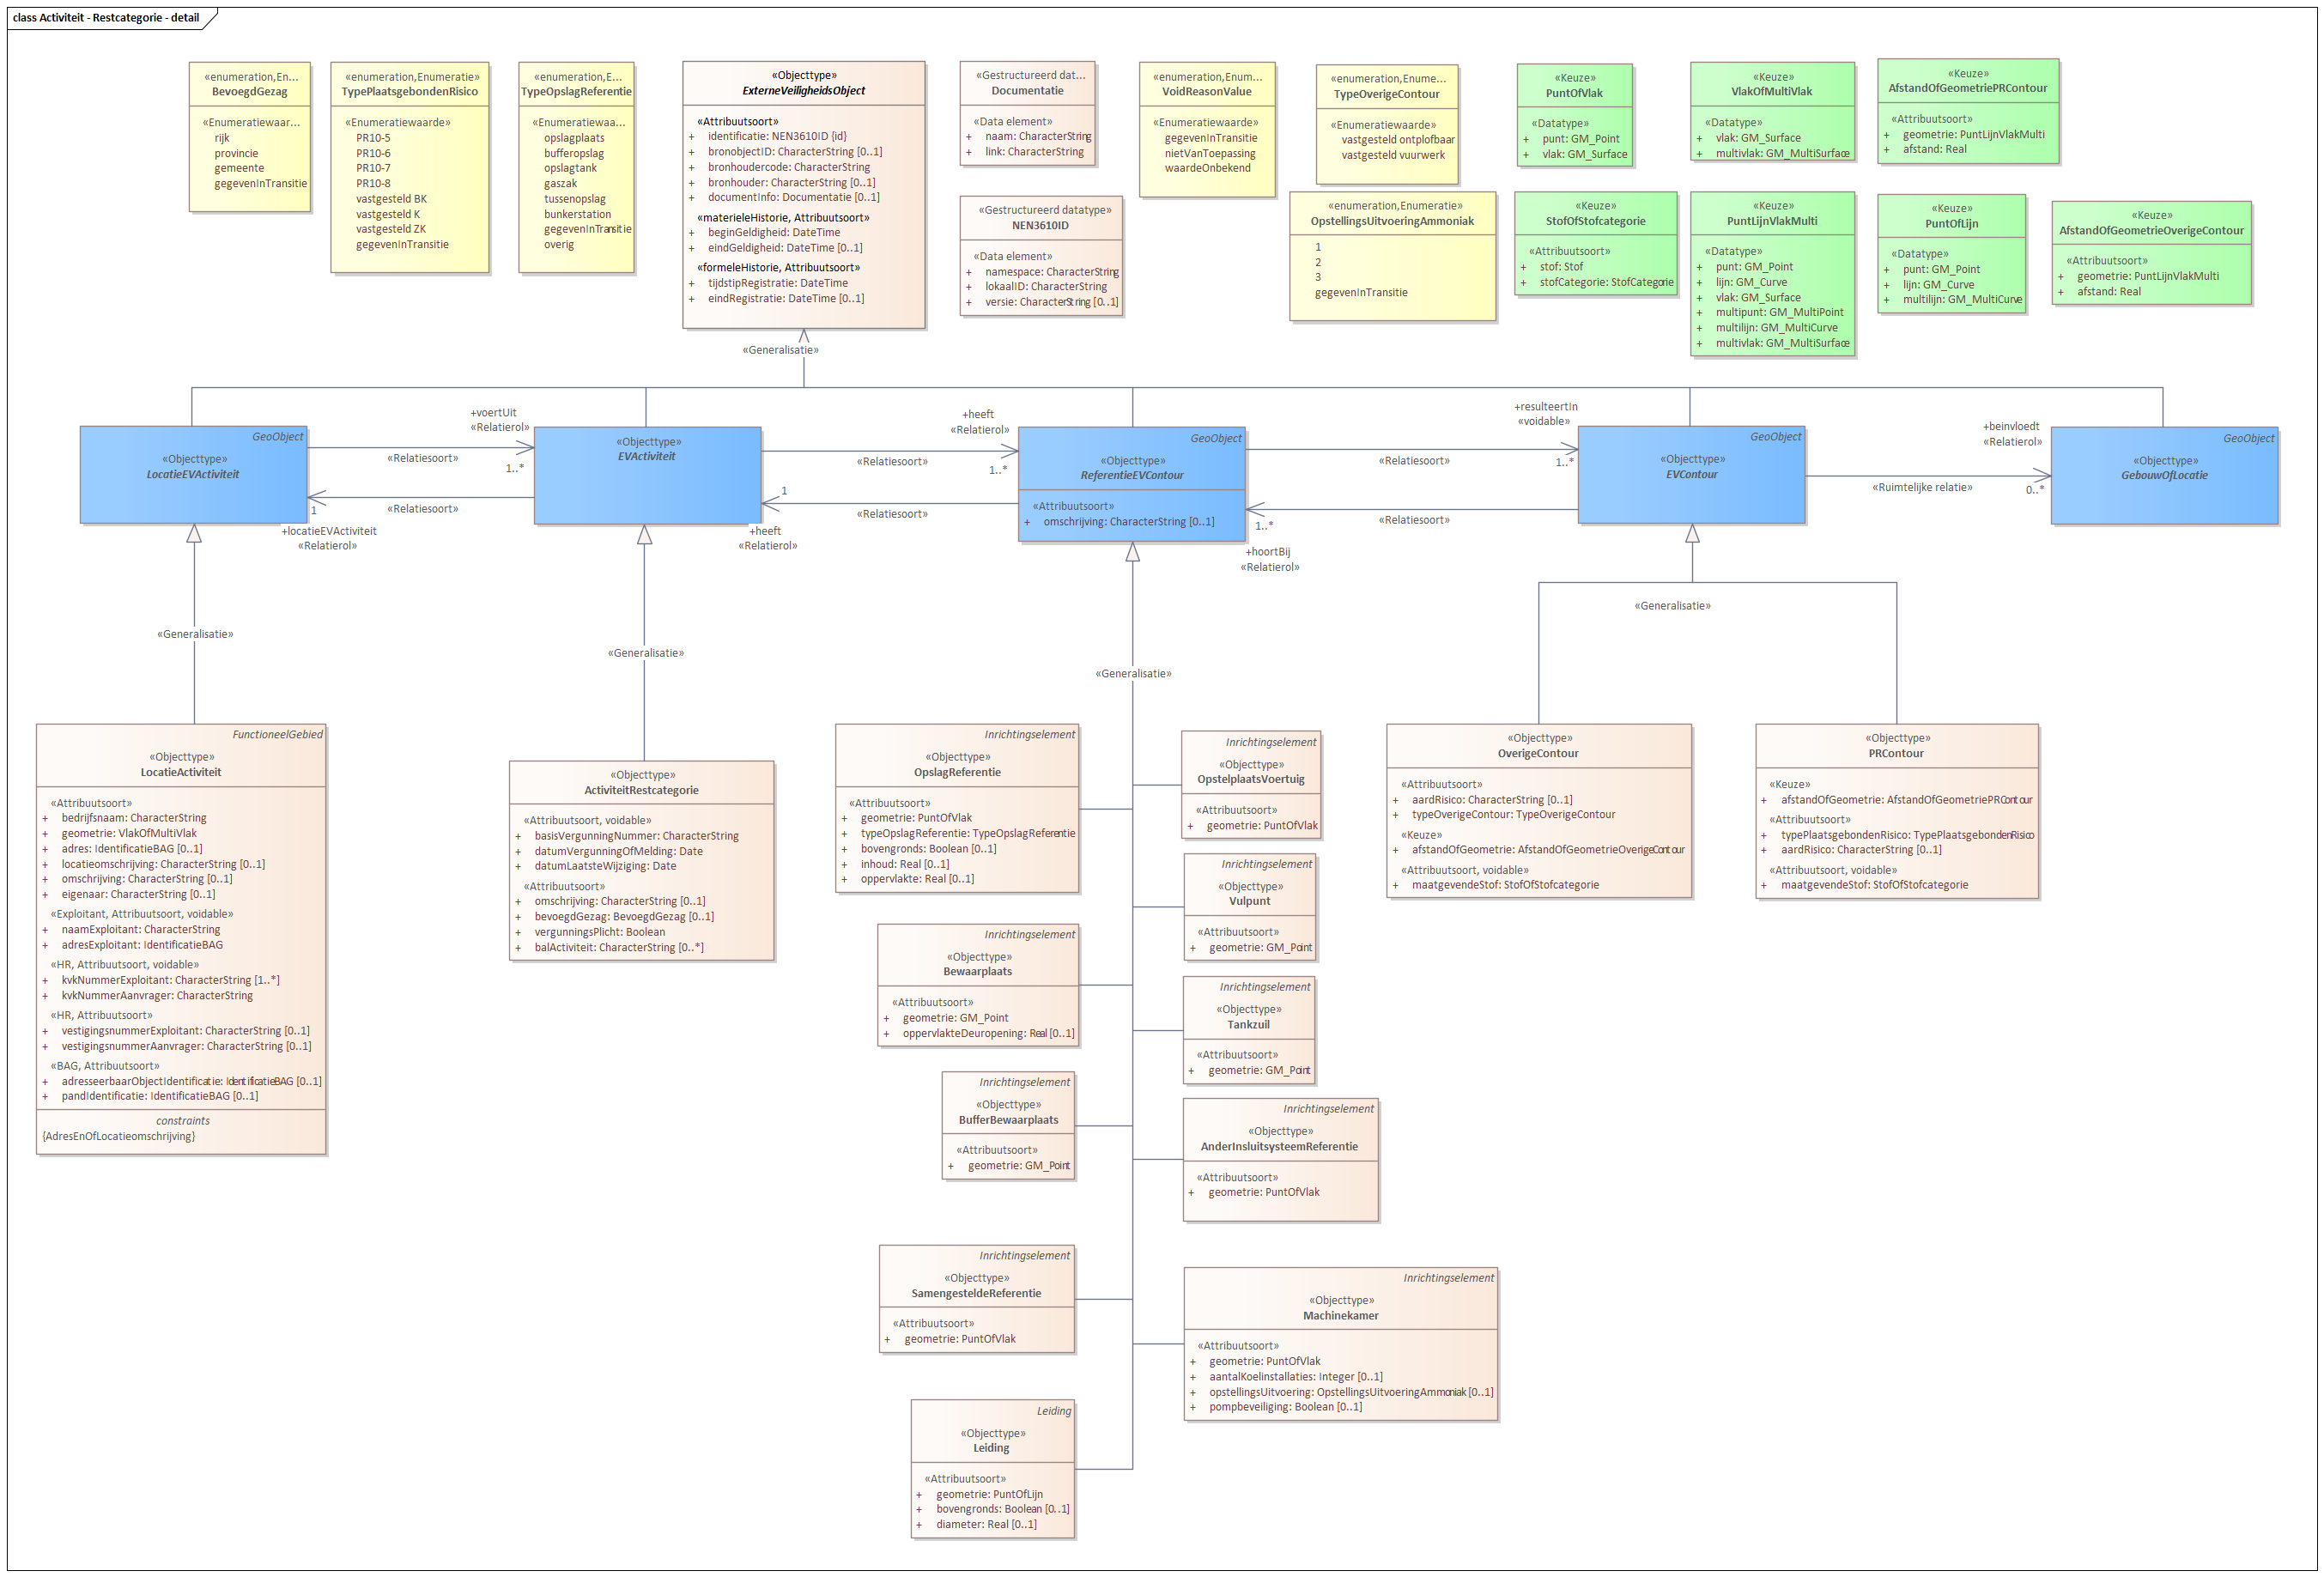 class Activiteit - Restcategorie - detail
«enumeration,En...
BevoegdGezag
«Enumeratiewaar...
rijk
provincie
gemeente
gegevenInTransitie
«enumeration,Enumeratie»
TypePlaatsgebondenRisico
«Enumeratiewaarde»
PR10-5
PR10-6
PR10-7
PR10-8
vastgesteld BK
vastgesteld K
vastgesteld ZK
gegevenInTransitie
«enumeration,E...
TypeOpslagReferentie
«Enumeratiewaa...
opslagplaats
bufferopslag
opslagtank
gaszak
tussenopslag
bunkerstation
gegevenInTransitie
overig
«Objecttype»
ExterneVeiligheidsObject
«Attribuutsoort»
+ identificatie: NEN3610ID {id}
+ bronobjectID: CharacterString [0..1]
+ bronhoudercode: CharacterString
+ bronhouder: CharacterString [0..1]
+ documentInfo: Documentatie [0..1]
«materieleHistorie, Attribuutsoort»
+ beginGeldigheid: DateTime
+ eindGeldigheid: DateTime [0..1]
«formeleHistorie, Attribuutsoort»
+ tijdstipRegistratie: DateTime
+ eindRegistratie: DateTime [0..1]
«Gestructureerd dat...
Documentatie
«Data element»
+ naam: CharacterString
+ link: CharacterString
«Gestructureerd datatype»
NEN3610ID
«Data element»
+ namespace: CharacterString
+ lokaalID: CharacterString
+ versie: CharacterString [0..1]
«enumeration,Enum...
VoidReasonValue
«Enumeratiewaarde»
gegevenInTransitie
nietVanToepassing
waardeOnbekend
«enumeration,Enume...
TypeOverigeContour
«Enumeratiewaarde»
vastgesteld ontplofbaar
vastgesteld vuurwerk
«enumeration,Enumeratie»
OpstellingsUitvoeringAmmoniak
1
2
3
gegevenInTransitie
«Keuze»
PuntOfVlak
«Datatype»
+ punt: GM_Point
+ vlak: GM_Surface
«Keuze»
StofOfStofcategorie
«Attribuutsoort»
+ stof: Stof
+ stofCategorie: StofCategorie
«Keuze»
VlakOfMultiVlak
«Datatype»
+ vlak: GM_Surface
+ multivlak: GM_MultiSurface
«Keuze»
PuntLijnVlakMulti
«Datatype»
+ punt: GM_Point
+ lijn: GM_Curve
+ vlak: GM_Surface
+ multipunt: GM_MultiPoint
+ multilijn: GM_MultiCurve
+ multivlak: GM_MultiSurface
«Keuze»
AfstandOfGeometriePRContour
«Attribuutsoort»
+ geometrie: PuntLijnVlakMulti
+ afstand: Real
«Keuze»
PuntOfLijn
«Datatype»
+ punt: GM_Point
+ lijn: GM_Curve
+ multilijn: GM_MultiCurve
«Keuze»
AfstandOfGeometrieOverigeContour
«Attribuutsoort»
+ geometrie: PuntLijnVlakMulti
+ afstand: Real
«Generalisatie»
GeoObject
«Objecttype»
LocatieEVActiviteit
+voertUit
«Relatierol»
«Relatiesoort»
1..*
«Relatiesoort»
1
+locatieEVActiviteit
«Relatierol»
«Objecttype»
EVActiviteit
+heeft
«Relatierol»
«Relatiesoort»
1..*
1
«Relatiesoort»
+heeft
«Relatierol»
GeoObject
«Objecttype»
ReferentieEVContour
«Attribuutsoort»
+ omschrijving: CharacterString [0..1]
+resulteertIn
«voidable»
«Relatiesoort»
1..*
1..*
«Relatiesoort»
+hoortBij
«Relatierol»
GeoObject
«Objecttype»
EVContour
+beinvloedt
«Relatierol»
«Ruimtelijke relatie»
0..*
GeoObject
«Objecttype»
GebouwOfLocatie
«Generalisatie»
«Generalisatie»
«Generalisatie»
«Generalisatie»
FunctioneelGebied
«Objecttype»
LocatieActiviteit
«Attribuutsoort»
+ bedrijfsnaam: CharacterString
+ geometrie: VlakOfMultiVlak
+ adres: IdentificatieBAG [0..1]
+ locatieomschrijving: CharacterString [0..1]
+ omschrijving: CharacterString [0..1]
+ eigenaar: CharacterString [0..1]
«Exploitant, Attribuutsoort, voidable»
+ naamExploitant: CharacterString
+ adresExploitant: IdentificatieBAG
«HR, Attribuutsoort, voidable»
+ kvkNummerExploitant: CharacterString [1..*]
+ kvkNummerAanvrager: CharacterString
«HR, Attribuutsoort»
+ vestigingsnummerExploitant: CharacterString [0..1]
+ vestigingsnummerAanvrager: CharacterString [0..1]
«BAG, Attribuutsoort»
+ adresseerbaarObjectIdentificatie: IdentificatieBAG [0..1]
+ pandIdentificatie: IdentificatieBAG [0..1]
constraints
{AdresEnOfLocatieomschrijving}
«Objecttype»
ActiviteitRestcategorie
«Attribuutsoort, voidable»
+ basisVergunningNummer: CharacterString
+ datumVergunningOfMelding: Date
+ datumLaatsteWijziging: Date
«Attribuutsoort»
+ omschrijving: CharacterString [0..1]
+ bevoegdGezag: BevoegdGezag [0..1]
+ vergunningsPlicht: Boolean
+ balActiviteit: CharacterString [0..*]
Inrichtingselement
«Objecttype»
OpslagReferentie
«Attribuutsoort»
+ geometrie: PuntOfVlak
+ typeOpslagReferentie: TypeOpslagReferentie
+ bovengronds: Boolean [0..1]
+ inhoud: Real [0..1]
+ oppervlakte: Real [0..1]
Inrichtingselement
«Objecttype»
Bewaarplaats
«Attribuutsoort»
+ geometrie: GM_Point
+ oppervlakteDeuropening: Real [0..1]
Inrichtingselement
«Objecttype»
BufferBewaarplaats
«Attribuutsoort»
+ geometrie: GM_Point
Inrichtingselement
«Objecttype»
SamengesteldeReferentie
«Attribuutsoort»
+ geometrie: PuntOfVlak
Leiding
«Objecttype»
Leiding
«Attribuutsoort»
+ geometrie: PuntOfLijn
+ bovengronds: Boolean [0..1]
+ diameter: Real [0..1]
Inrichtingselement
«Objecttype»
OpstelplaatsVoertuig
«Attribuutsoort»
+ geometrie: PuntOfVlak
Inrichtingselement
«Objecttype»
Vulpunt
«Attribuutsoort»
+ geometrie: GM_Point
Inrichtingselement
«Objecttype»
Tankzuil
«Attribuutsoort»
+ geometrie: GM_Point
Inrichtingselement
«Objecttype»
AnderInsluitsysteemReferentie
«Attribuutsoort»
+ geometrie: PuntOfVlak
Inrichtingselement
«Objecttype»
Machinekamer
«Attribuutsoort»
+ geometrie: PuntOfVlak
+ aantalKoelinstallaties: Integer [0..1]
+ opstellingsUitvoering: OpstellingsUitvoeringAmmoniak [0..1]
+ pompbeveiliging: Boolean [0..1]
«Objecttype»
OverigeContour
«Attribuutsoort»
+ aardRisico: CharacterString [0..1]
+ typeOverigeContour: TypeOverigeContour
«Keuze»
+ afstandOfGeometrie: AfstandOfGeometrieOverigeContour
«Attribuutsoort, voidable»
+ maatgevendeStof: StofOfStofcategorie
«Objecttype»
PRContour
«Keuze»
+ afstandOfGeometrie: AfstandOfGeometriePRContour
«Attribuutsoort»
+ typePlaatsgebondenRisico: TypePlaatsgebondenRisico
+ aardRisico: CharacterString [0..1]
«Attribuutsoort, voidable»
+ maatgevendeStof: StofOfStofcategorie